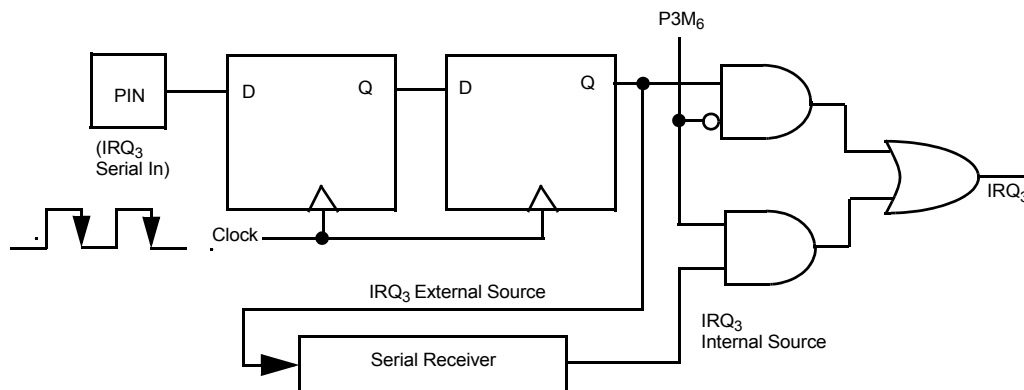 P3M6
PIN
D
Q
D
Q
(IRQ3
Serial In)
IRQ3
Clock
IRQ3 External Source
IRQ3
Internal Source
Serial Receiver